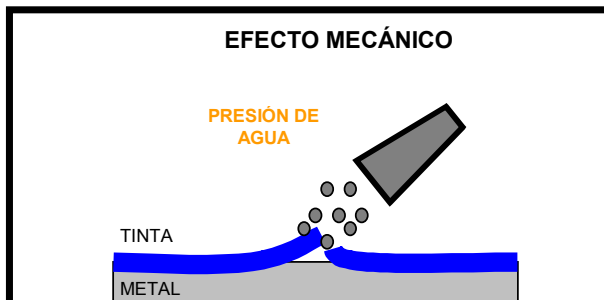 EFECTO MECÁNICO
PRESIÓN DE
AGUA
TINTA
METAL